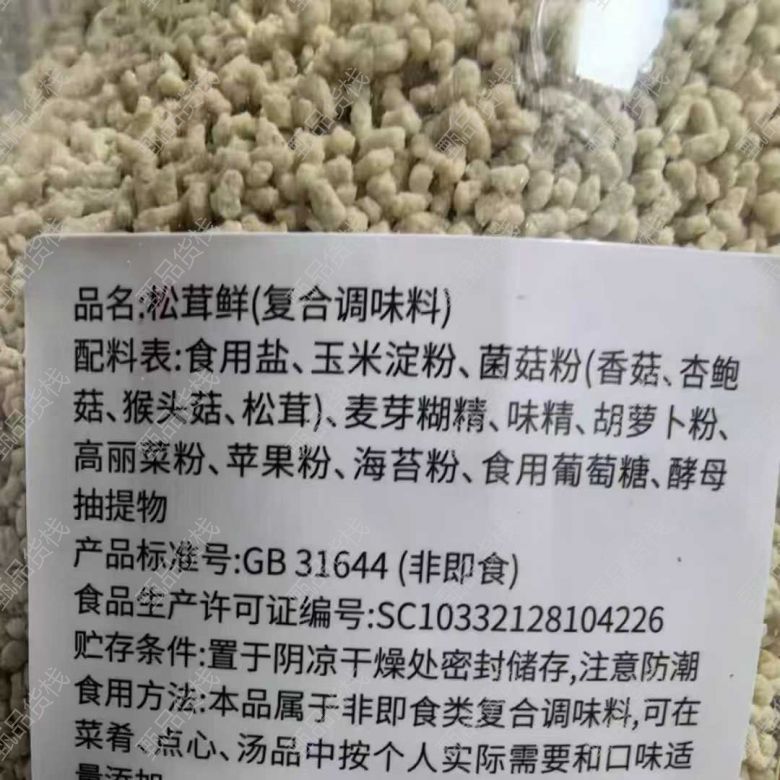 品名:松茸鲜(复合调味料)
配料表:食用盐、玉米淀粉、菌菇粉(香菇、杏鲍
菇、猴头菇、松茸)、麦芽糊精、味精、胡萝卜粉、
高丽菜粉、苹果粉、海苔粉、食用葡萄糖、酵母
抽提物
产品标准号:GB 31644 (非即食)
食品生产许可证编号:SC10332128104226
贮存条件:置于阴凉干燥处密封储存,注意防潮
食用方法:本品属于非即食类复合调味料,可在
菜肴、点心、汤品中按个人实际需要和口味适
量添加
甄品货栈